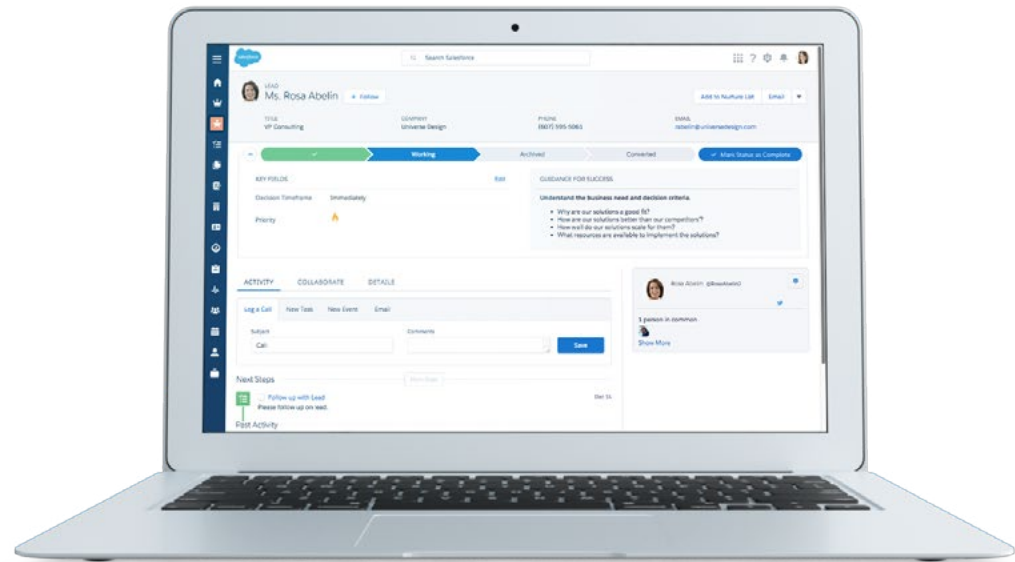 salesforce
Search Salesforce
?
LEAD
Ms. Rosa Abelin
+ Follow
Add to Nurture List
Email
TITLE
COMPANY
PHONE
EMAIL
VP Consulting
Universe Design
rabelin@universedesign.com
Working
Archived
Converted
Mark Status as Complete
KEY FIELDS
Edit
GUIDANCE FOR SUCCESS
Decision Timeframe
Immediately
Understand the business need and decision criteria.
• Why are our solutions a good fit?
Priority
• How are our solutions better than our competitors'?
• How well do our solutions scale for them?
• What resources are available to implement the solutions?
ACTIVITY
COLLABORATE
DETAILS
Rosa Abelin
Log a Call
New Task
New Event
Email
1 person in common
Subject
Comments
Call
Save
Show More
Next Steps
More Steps
Follow up with Lead
Please follow up on lead.
Past Activity